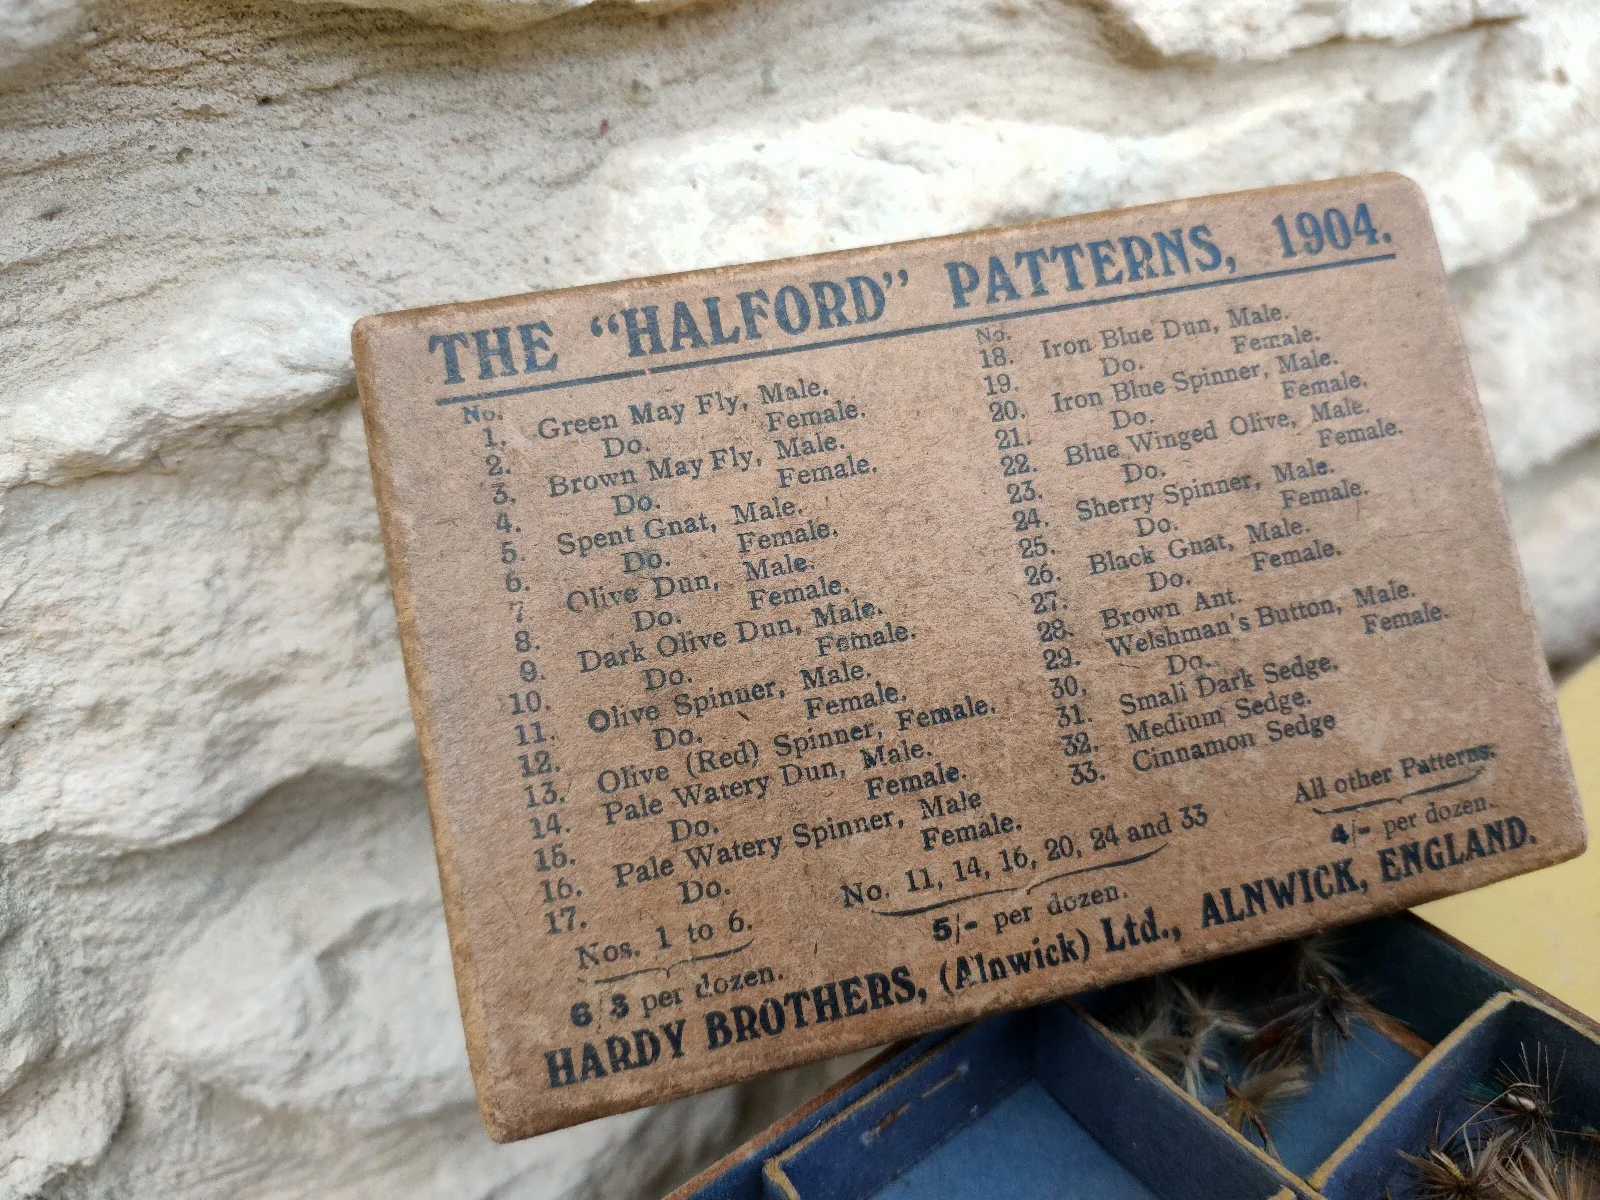 THE “HALFORD” PATTERNS, 1904.
No.
1. Green May Fly, Male.
2. Do. Female.
3. Brown May Fly, Male.
4. Do. Female.
5. Spent Gnat, Male.
6. Do. Female.
7 Olive Dun, Male.
8. Do. Female.
9. Dark Olive Dun, Male.
10. Do. Female.
11. Olive Spinner, Male.
12. Do. Female.
13. Olive (Red) Spinner, Female.
14. Pale Watery Dun, Male.
15. Do. Female.
16. Pale Watery Spinner, Male
17. Do. Female.
No.
18. Iron Blue Dun, Male.
19. Do. Female.
20. Iron Blue Spinner, Male.
21. Do. Female.
22. Blue Winged Olive, Male.
23. Do. Female.
24. Sherry Spinner, Male.
25. Do. Female.
26. Black Gnat, Male.
27. Do. Female.
28. Brown Ant.
29. Welshman's Button, Male.
30. Do. Female.
31. Small Dark Sedge.
32. Medium Sedge.
33. Cinnamon Sedge
Nos. 1 to 6.
6/3 per dozen.
No. 11, 14, 16, 20, 24 and 33
5/- per dozen.
All other Patterns.
4/- per dozen.
HARDY BROTHERS, (Alnwick) Ltd., ALNWICK, ENGLAND.